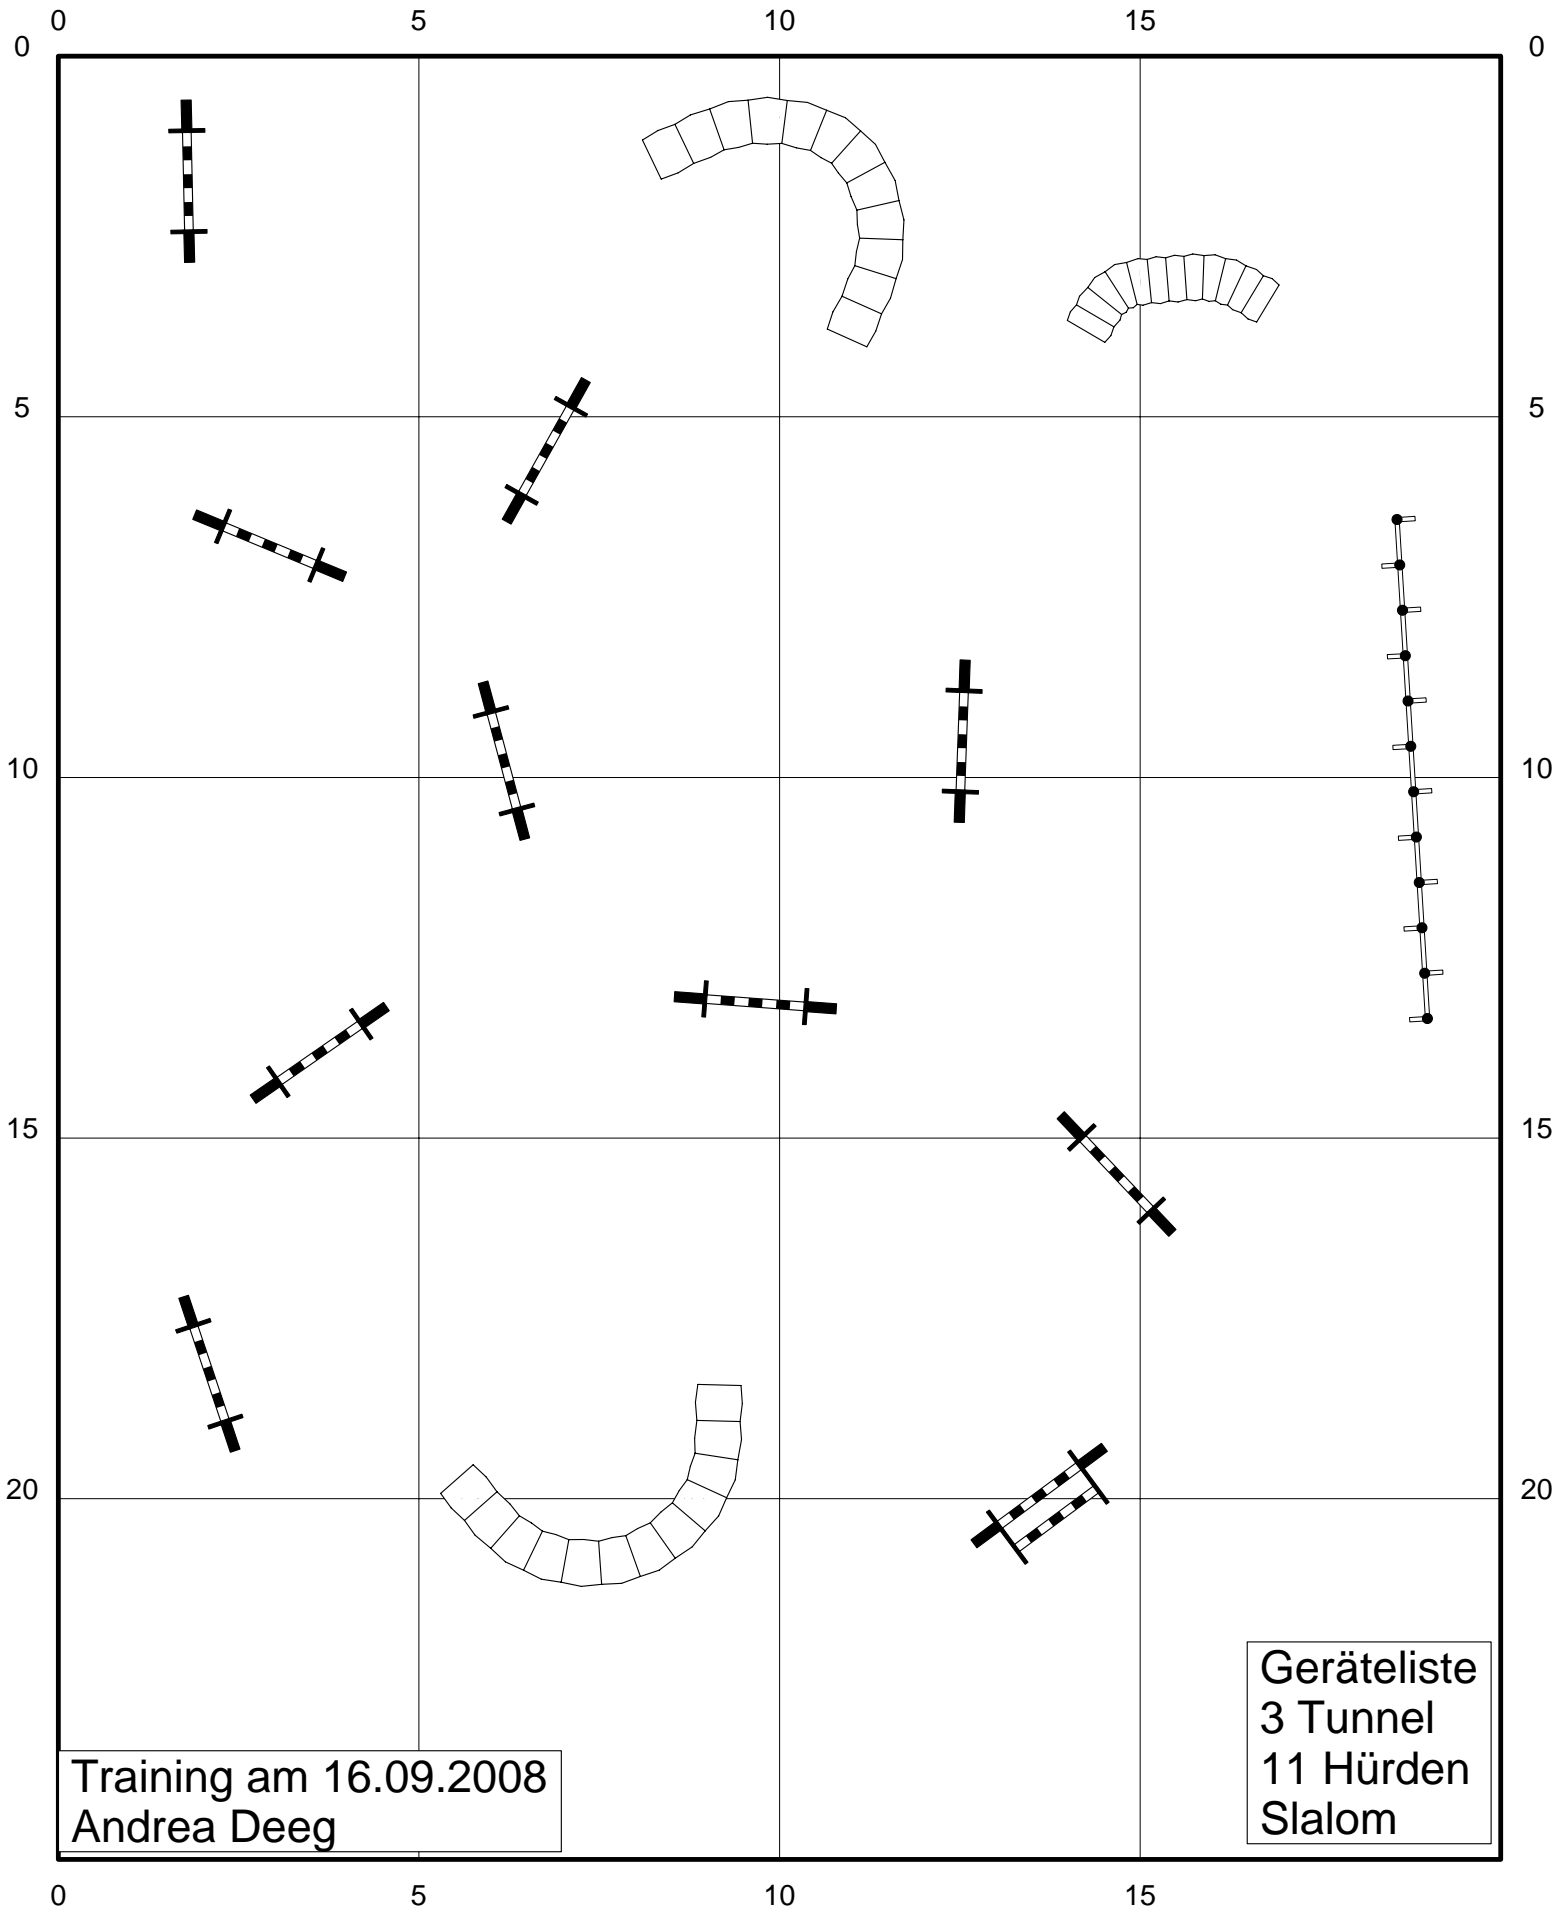 0 5 10 15
0 0
5 5
10 10
15 15
20 20
Geräteliste
3 Tunnel
11 Hürden
Slalom
Training am 16.09.2008
Andrea Deeg
0 5 10 15